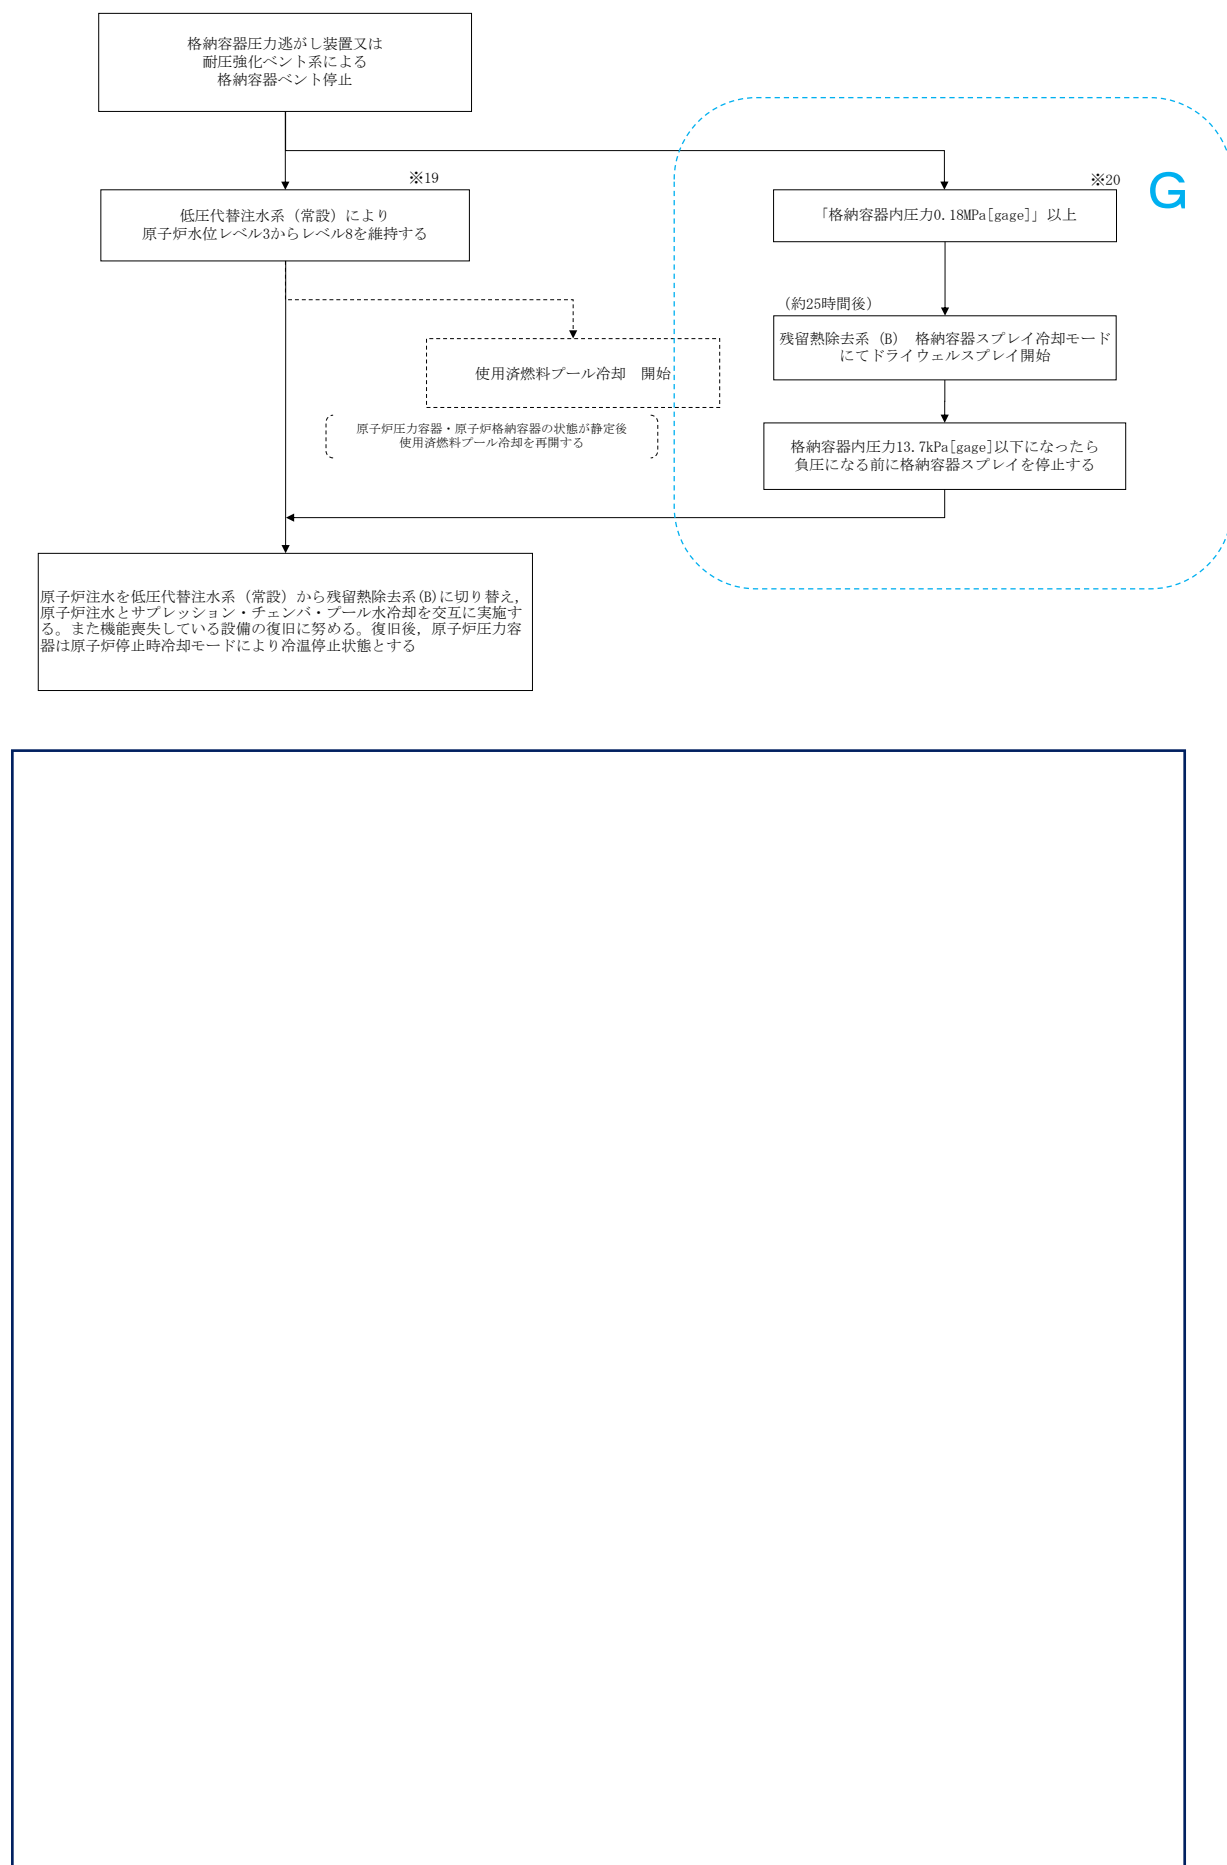 格納容器圧力逃がし装置又は
耐圧強化ベント系による
格納容器ベント停止
※19
低圧代替注水系（常設）により
原子炉水位レベル3からレベル8を維持する
※20
G
「格納容器内圧力0.18MPa[gage]」以上
（約25時間後）
残留熱除去系（B）　格納容器スプレイ冷却モード
にてドライウェルスプレイ開始
使用済燃料プール冷却　開始
原子炉圧力容器・原子炉格納容器の状態が静定後
使用済燃料プール冷却を再開する
格納容器内圧力13.7kPa[gage]以下になったら
負圧になる前に格納容器スプレイを停止する
原子炉注水を低圧代替注水系（常設）から残留熱除去系(B)に切り替え，
原子炉注水とサプレッション・チェンバ・プール水冷却を交互に実施す
る。また機能喪失している設備の復旧に努める。復旧後，原子炉圧力容
器は原子炉停止時冷却モードにより冷温停止状態とする